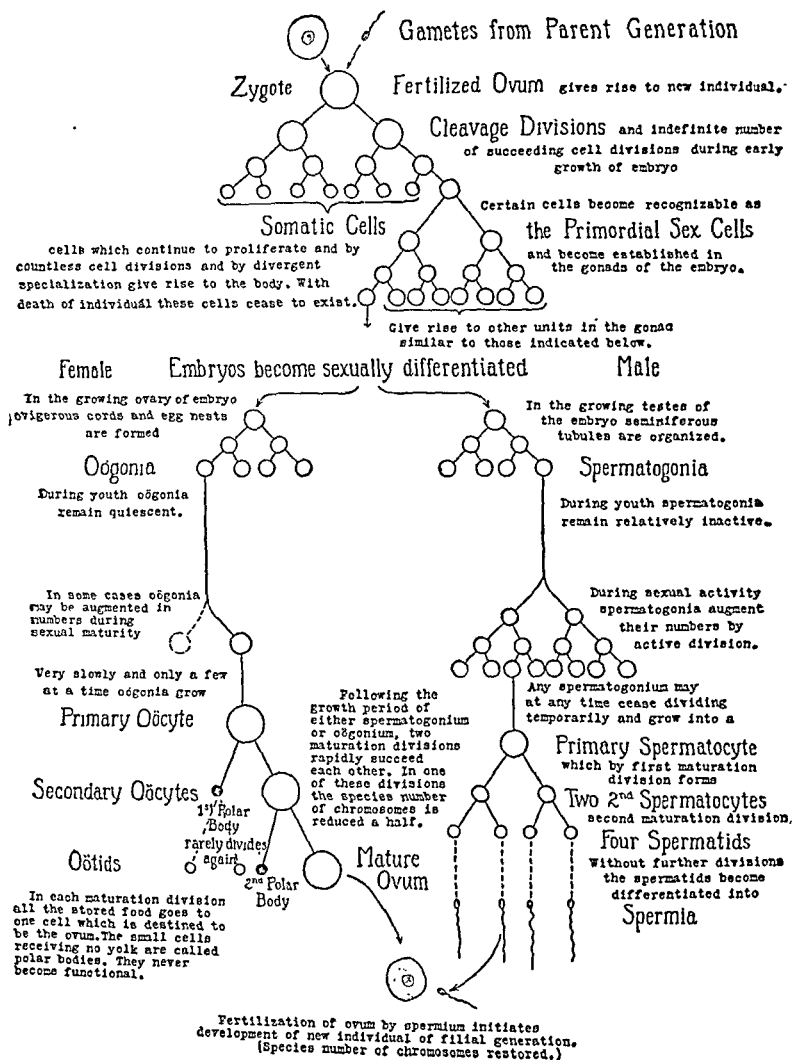 Gametes from Parent Generation
Zygote
Fertilized Ovum gives rise to new individual.
Cleavage Divisions and indefinite number
of succeeding cell divisions during early
growth of embryo
Somatic Cells
cells which continue to proliferate and by
countless cell divisions and by divergent
specialization give rise to the body. With
death of individual these cells cease to exist.
Certain cells become recognizable as
the Primordial Sex Cells
and become established in
the gonads of the embryo.
Give rise to other units in the gonad
similar to those indicated below.
Female
Embryos become sexually differentiated
Male
In the growing ovary of embryo
ovigerous cords and egg nests
are formed
Oögonia
During youth oögonia
remain quiescent.
In the growing testes of
the embryo seminiferous
tubules are organized.
Spermatogonia
During youth spermatogonia
remain relatively inactive.
In some cases oögonia
may be augmented in
numbers during
sexual maturity
Very slowly and only a few
at a time oögonia grow
During sexual activity
spermatogonia augment
their numbers by
active division.
Primary Oöcyte
Following the
growth period of
either spermatogonium
or oögonium, two
maturation divisions
rapidly succeed
each other. In one
of these divisions
the species number
of chromosomes is
reduced a half.
Any spermatogonium may
at any time cease dividing
temporarily and grow into a
Primary Spermatocyte
which by first maturation
division forms
Secondary Oöcytes
1st Polar
Body
rarely divides
again
Two 2nd Spermatocytes
second maturation division,
Four Spermatids
Without further divisions
the spermatids become
differentiated into
Spermia
Oötids
2nd Polar
Body
Mature
Ovum
In each maturation division
all the stored food goes to
one cell which is destined to
be the ovum. The small cells
receiving no yolk are called
polar bodies. They never
become functional.
Fertilization of ovum by spermium initiates
development of new individual of filial generation.
(Species number of chromosomes restored.)